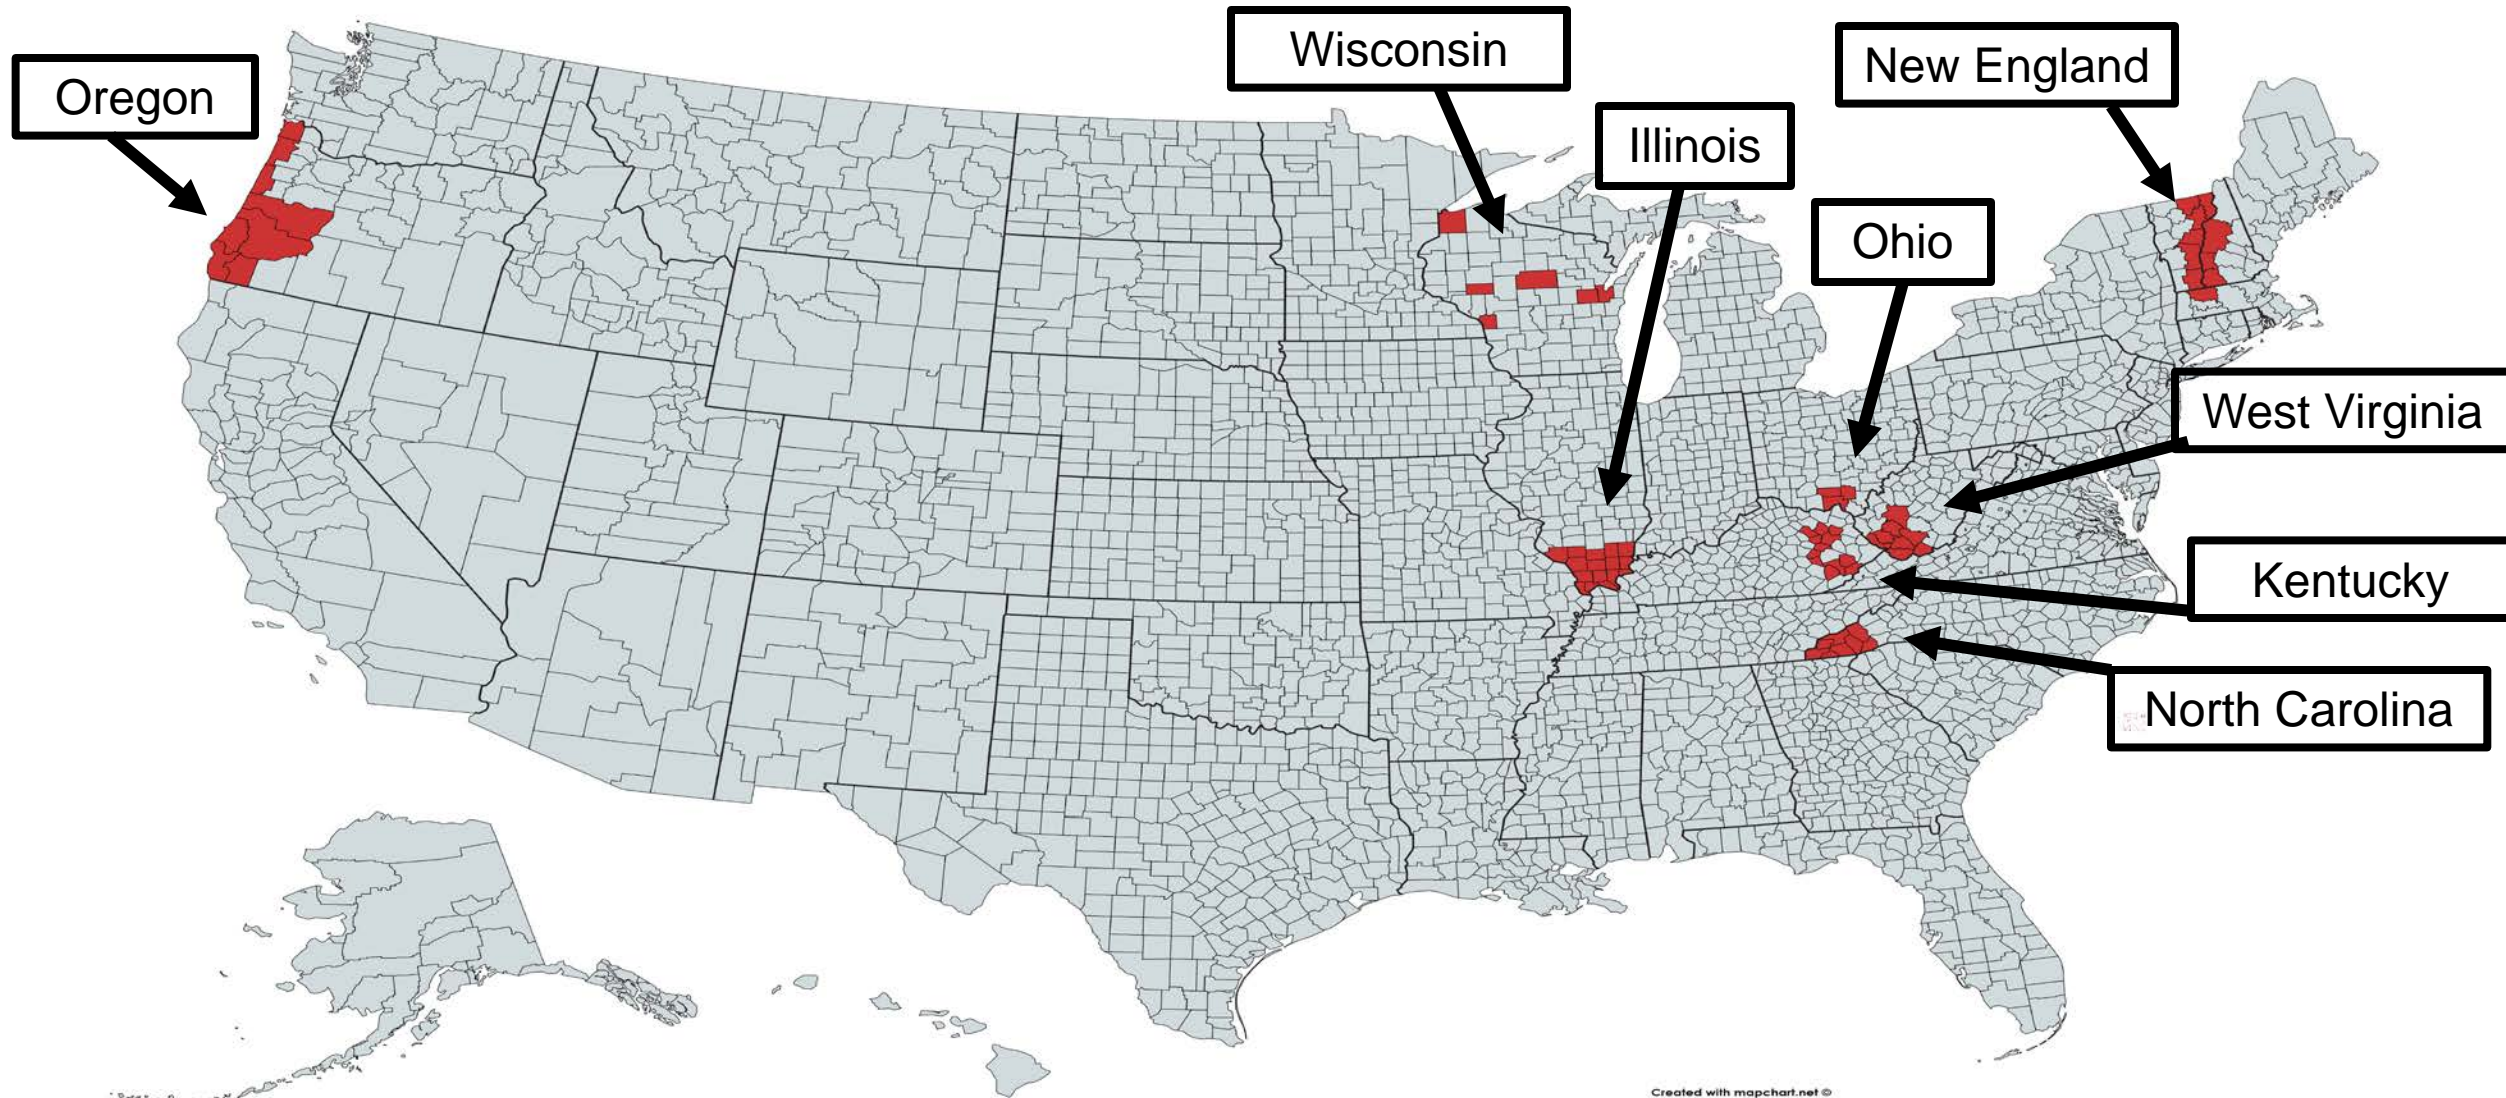 Oregon
Wisconsin
New England
Illinois
Ohio
West Virginia
Kentucky
North Carolina
Created with mapchart.net ©